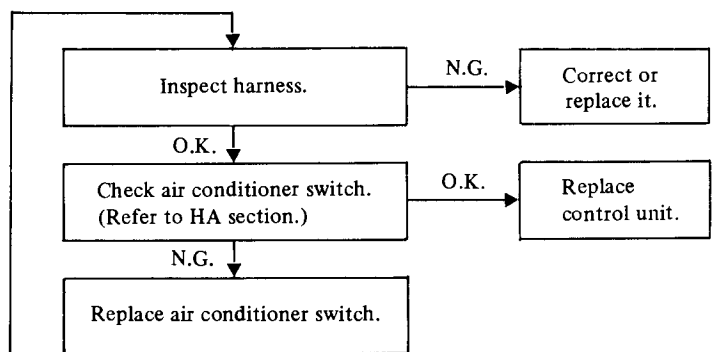 Inspect harness.
N.G.
Correct or
replace it.
O.K.
Check air conditioner switch.
(Refer to HA section.)
O.K.
Replace
control unit.
N.G.
Replace air conditioner switch.